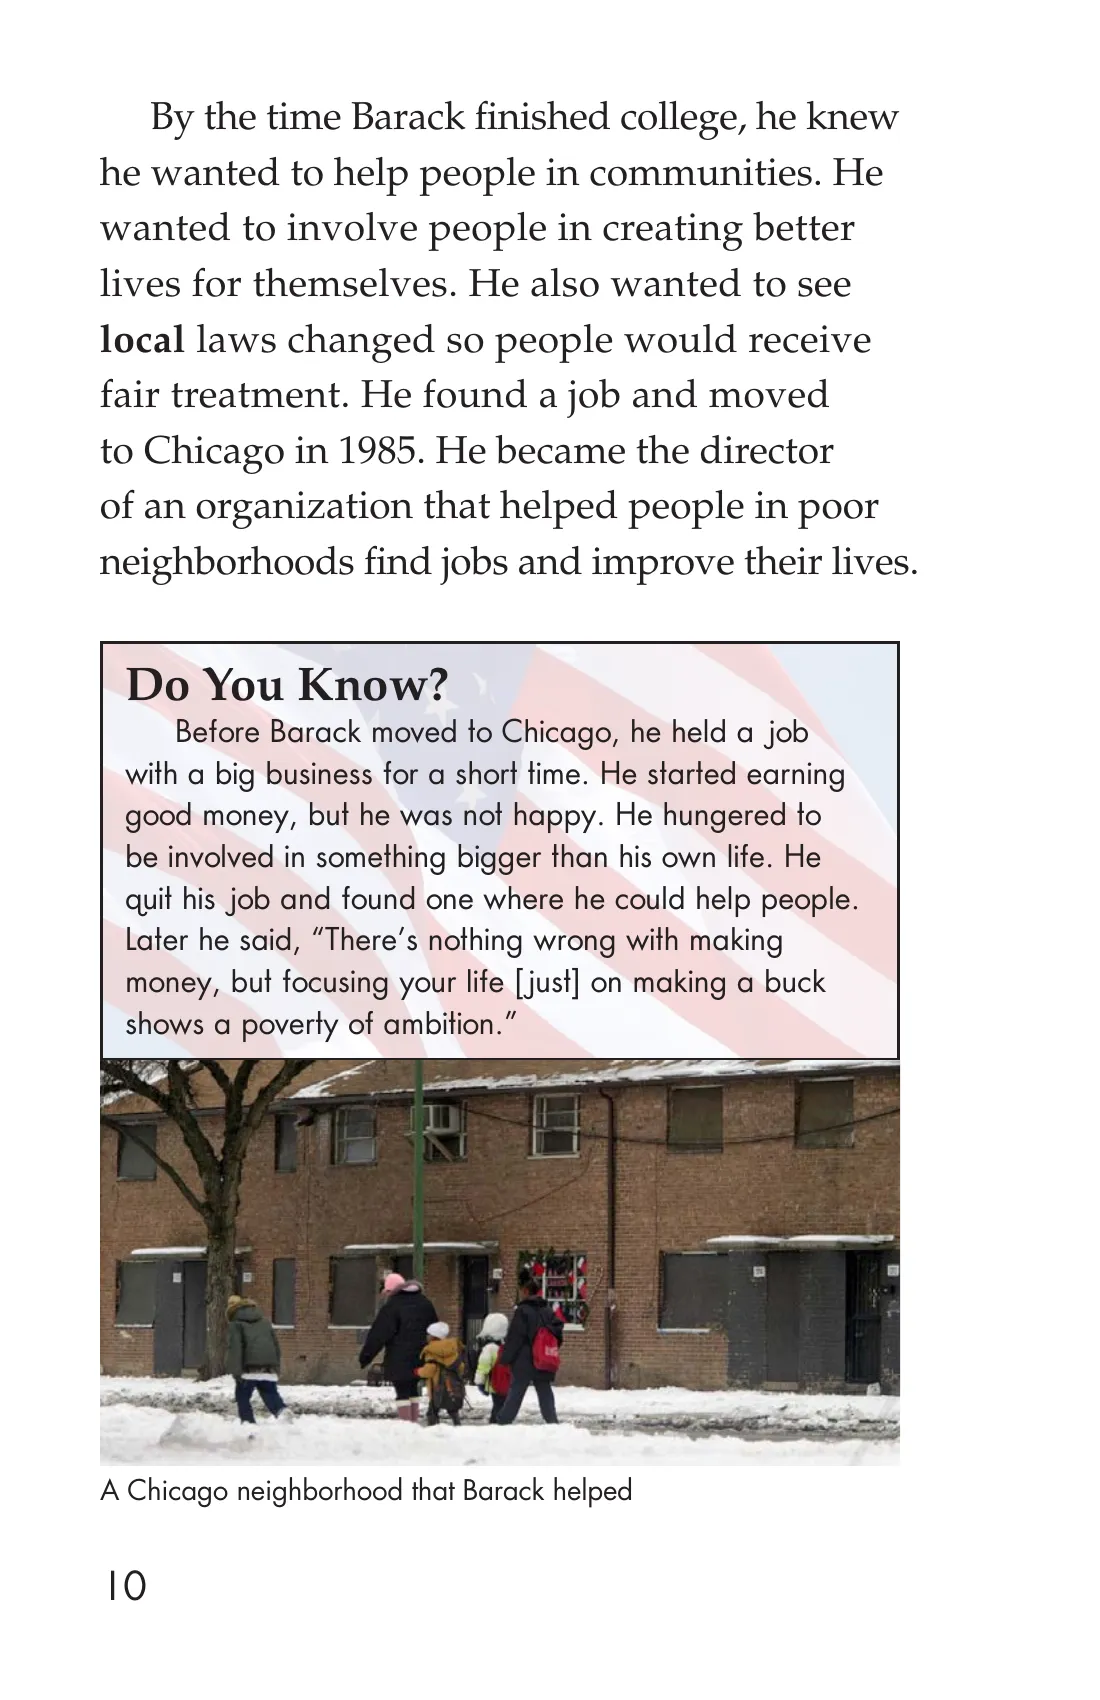 By the time Barack finished college, he knew
he wanted to help people in communities. He
wanted to involve people in creating better
lives for themselves. He also wanted to see
local laws changed so people would receive
fair treatment. He found a job and moved
to Chicago in 1985. He became the director
of an organization that helped people in poor
neighborhoods find jobs and improve their lives.
Do You Know?
Before Barack moved to Chicago, he held a job
with a big business for a short time. He started earning
good money, but he was not happy. He hungered to
be involved in something bigger than his own life. He
quit his job and found one where he could help people.
Later he said, “There’s nothing wrong with making
money, but focusing your life [just] on making a buck
shows a poverty of ambition.”
A Chicago neighborhood that Barack helped
10